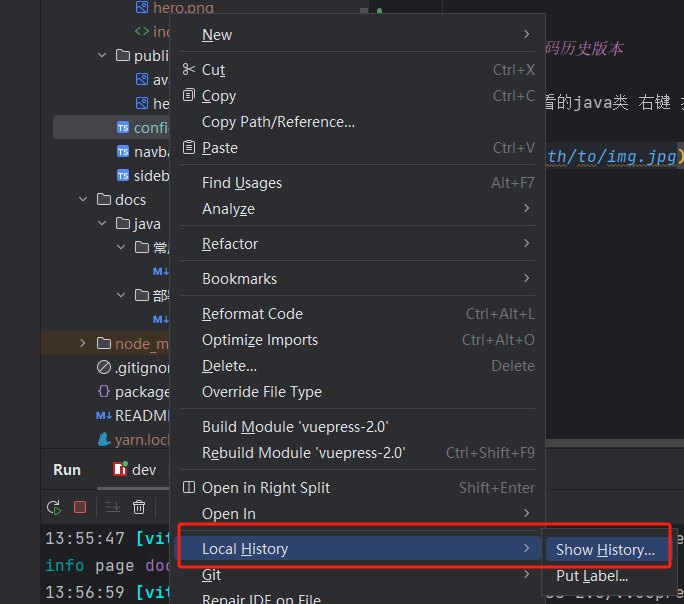 hero.png
New
码历史版本
publi
Cut Ctrl+X
av
Copy Ctrl+C
看的java类 右键
he
Copy Path/Reference...
TS confi
Paste Ctrl+V
th/to/img.jpg)
TS navba
TS sideb
Find Usages Alt+F7
docs
Analyze
java
Refactor
M↓
Bookmarks
部
M↓
Reformat Code Ctrl+Alt+L
node_m
Optimize Imports Ctrl+Alt+O
.gitignor
Delete... Delete
package
Override File Type
M↓ README
Build Module 'vuepress-2.0'
yarn.lock
Rebuild Module 'vuepress-2.0' Ctrl+Shift+F9
Run dev
Open in Right Split Shift+Enter
Open In
13:55:47 [vit
Local History
Show History...
info page doc
Git
Put Label...
13:56:59 [vit
Repair IDE on File